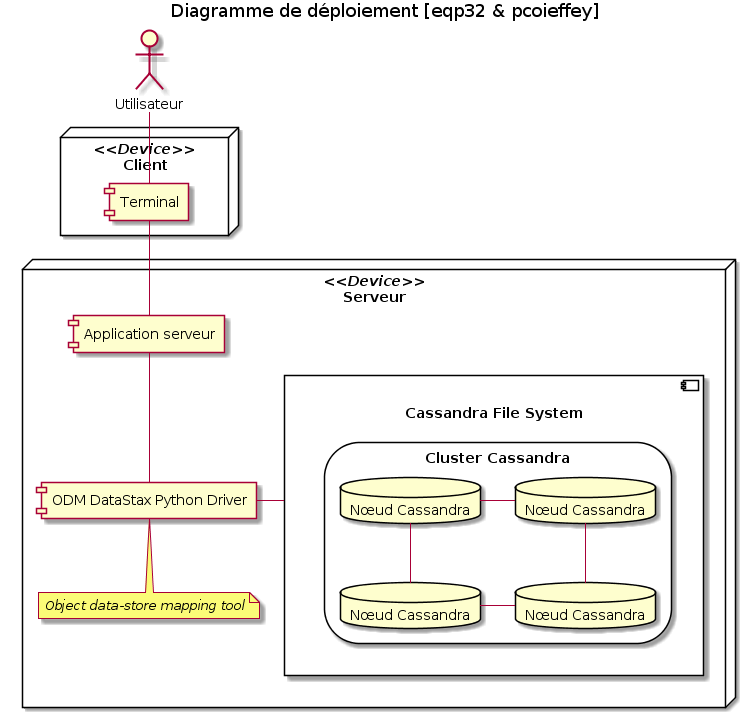 Diagramme de déploiement [eqp32 & pcoieffey]
Utilisateur
<<Device>>
Client
Terminal
<<Device>>
Serveur
Application serveur
Cassandra File System
Cluster Cassandra
Nœud Cassandra
Nœud Cassandra
ODM DataStax Python Driver
Object data-store mapping tool
Nœud Cassandra
Nœud Cassandra